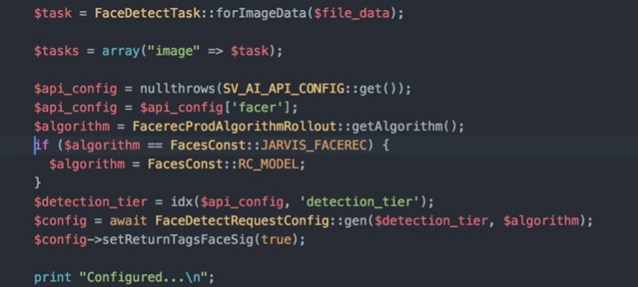 $task = FaceDetectTask::forImageData($file_data);
$tasks = array("image" => $task);
$api_config = nullthrows(SV_AI_API_CONFIG::get());
$api_config = $api_config['facer'];
$algorithm = FacerecProdAlgorithmRollout::getAlgorithm();
if ($algorithm == FacesConst::JARVIS_FACEREC) {
$algorithm = FacesConst::RC_MODEL;
}
$detection_tier = idx($api_config, 'detection_tier');
$config = await FaceDetectRequestConfig::gen($detection_tier, $algorithm);
$config->setReturnTagsFaceSig(true);
print "Configured...\n";